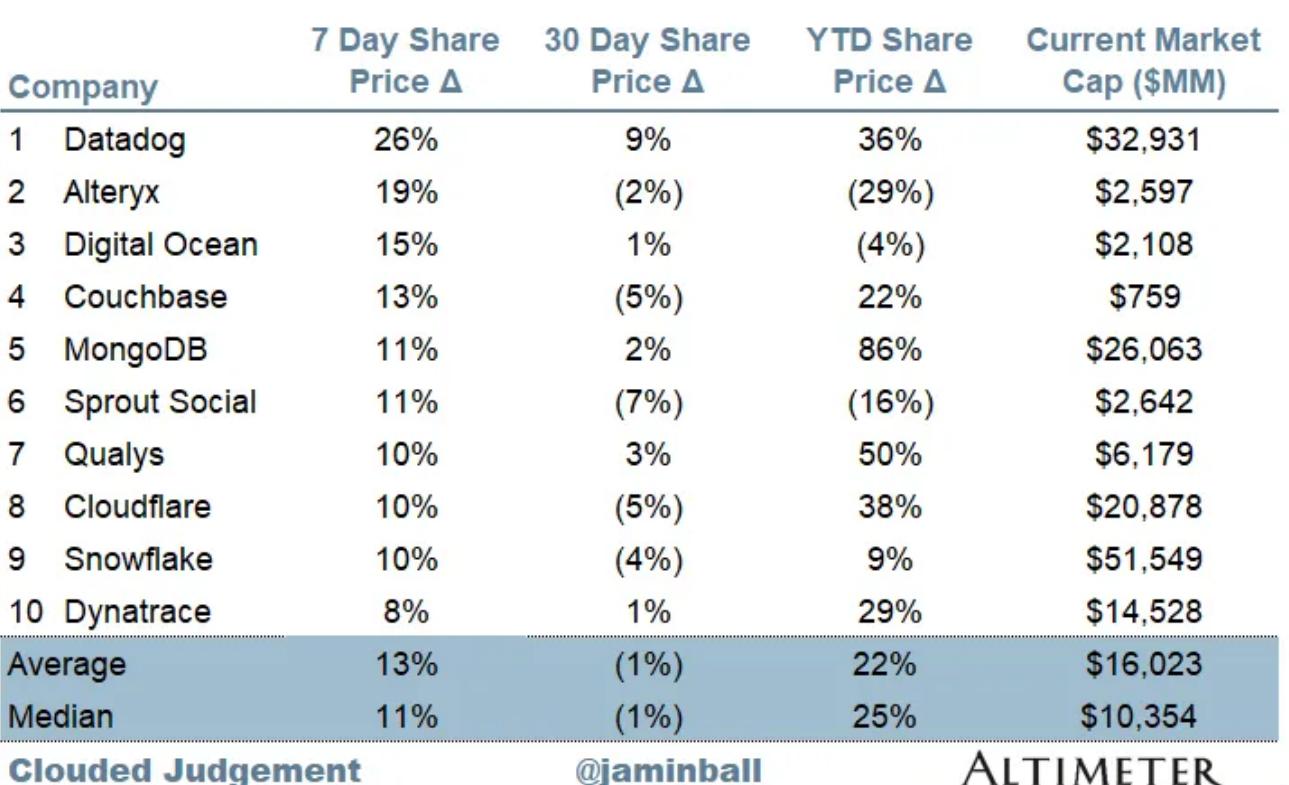 7 Day Share 30 Day Share YTD Share Current Market
Company Price Δ Price Δ Price Δ Cap ($MM)
1 Datadog 26% 9% 36% $32,931
2 Alteryx 19% (2%) (29%) $2,597
3 Digital Ocean 15% 1% (4%) $2,108
4 Couchbase 13% (5%) 22% $759
5 MongoDB 11% 2% 86% $26,063
6 Sprout Social 11% (7%) (16%) $2,642
7 Qualys 10% 3% 50% $6,179
8 Cloudflare 10% (5%) 38% $20,878
9 Snowflake 10% (4%) 9% $51,549
10 Dynatrace 8% 1% 29% $14,528
Average 13% (1%) 22% $16,023
Median 11% (1%) 25% $10,354
Clouded Judgement @jaminball ALTIMETER